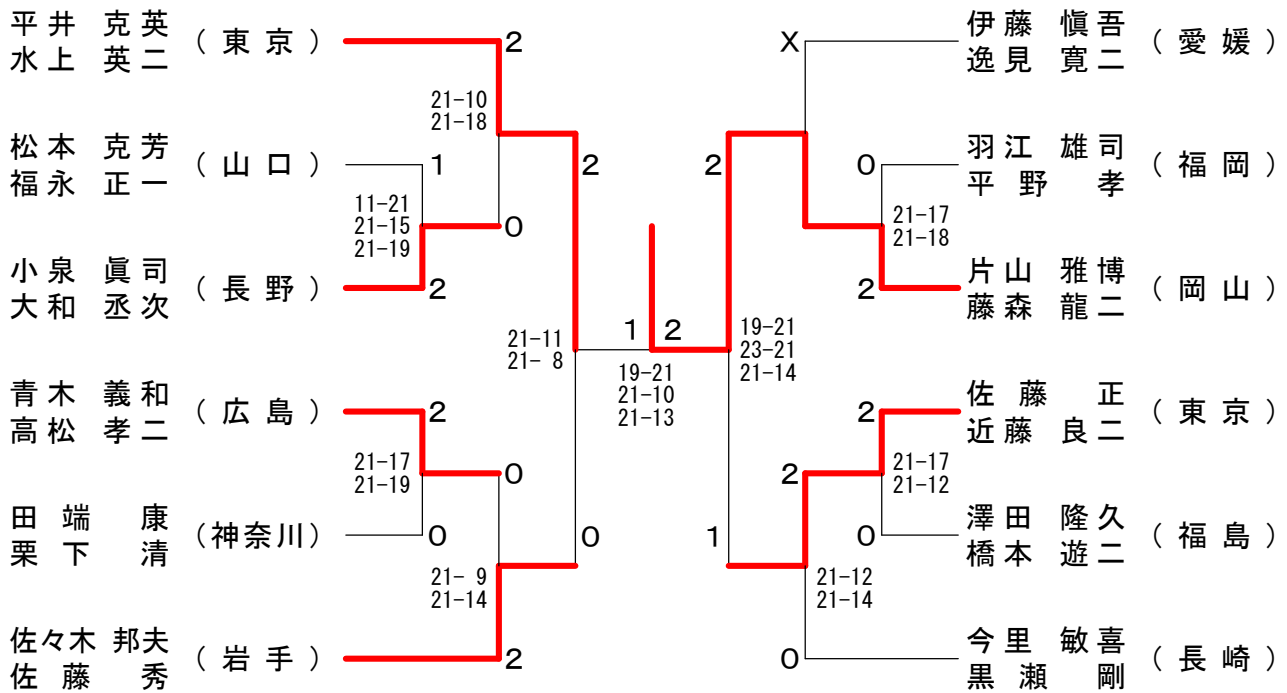 平井 克英
水上 英二
(東京)
2
21-10
21-18
松本 克芳
福永 正一
(山口)
1
11-21
21-15
21-19
0
小泉 眞司
大和 丞次
(長野)
2
2
21-11
21- 8
青木 義和
高松 孝二
(広島)
2
21-17
21-19
0
田端 康
栗下 清
(神奈川)
0
0
21- 9
21-14
佐々木 邦夫
佐藤 秀
(岩手)
2
1
2
19-21
21-10
21-13
X
伊藤 愼吾
逸見 寛二
(愛媛)
2
0
羽江 雄司
平野 孝
(福岡)
21-17
21-18
2
片山 雅博
藤森 龍二
(岡山)
19-21
23-21
21-14
2
佐藤 正
近藤 良二
(東京)
2
21-17
21-12
1
0
澤田 隆久
橋本 遊二
(福島)
21-12
21-14
0
今里 敏喜
黒瀬 剛
(長崎)